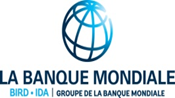 LA BANQUE MONDIALE
BIRD • IDA | GROUPE DE LA BANQUE MONDIALE